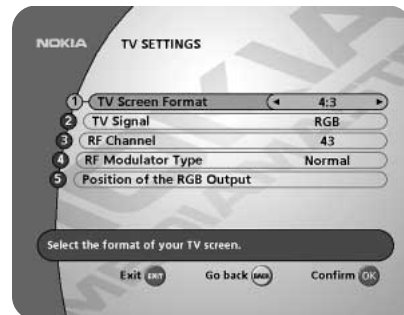 NOKIA TV SETTINGS
1 TV Screen Format 4:3
2 TV Signal RGB
3 RF Channel 43
4 RF Modulator Type Normal
5 Position of the RGB Output
Select the format of your TV screen.
Exit EXIT Go back BACK Confirm OK